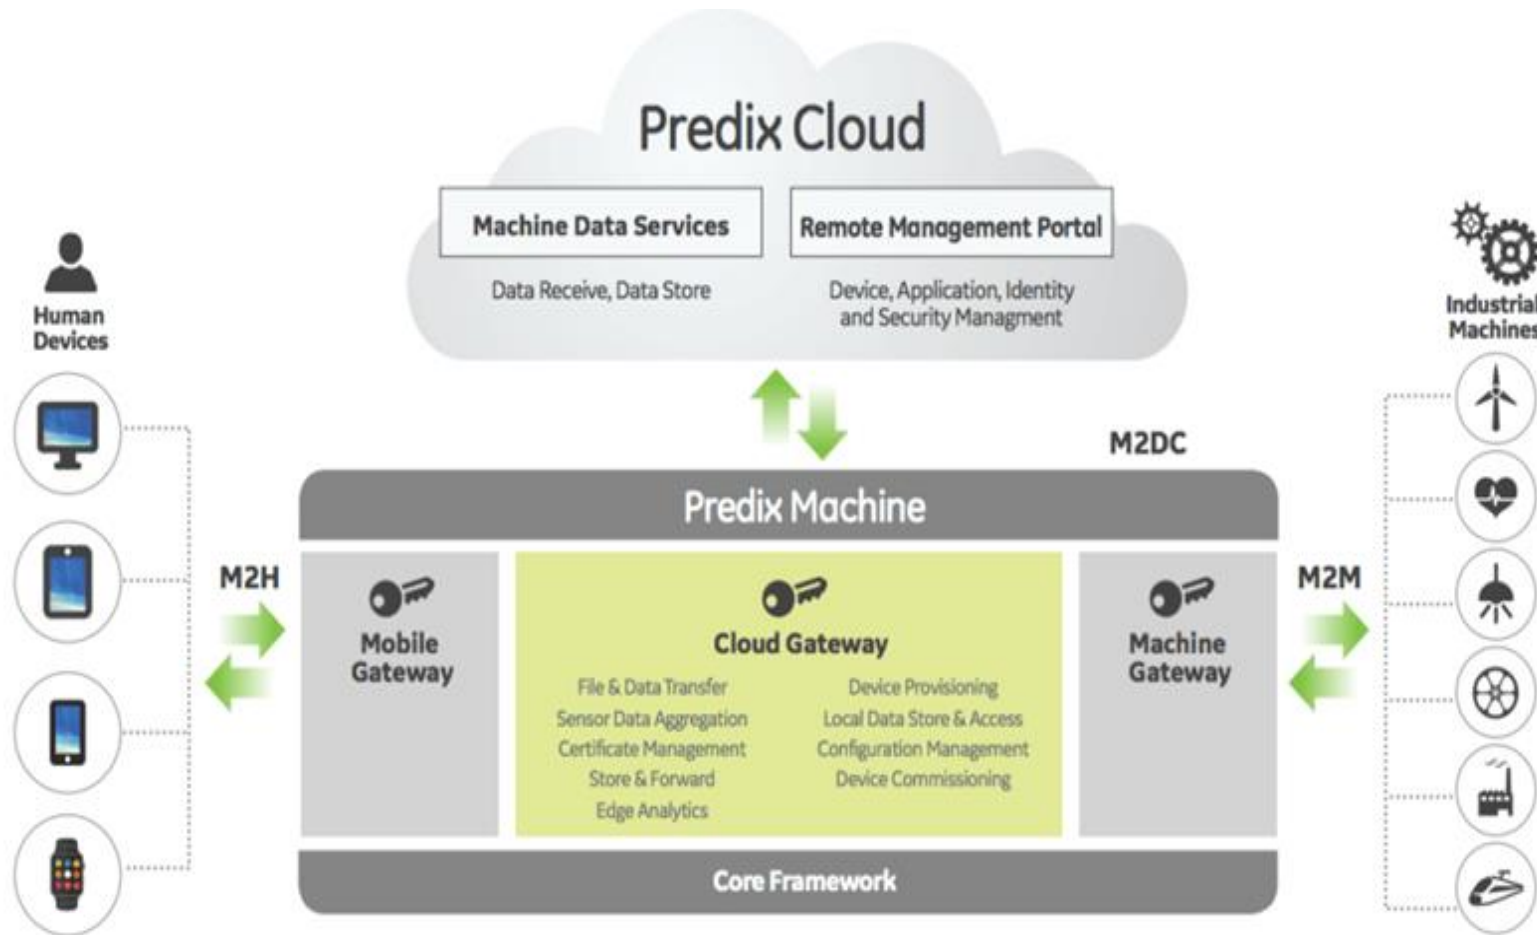 Predix Cloud
Machine Data Services
Data Receive, Data Store
Remote Management Portal
Device, Application, Identity
and Security Managment
Human
Devices
Industrial
Machines
M2DC
Predix Machine
M2H
Mobile
Gateway
Cloud Gateway
File & Data Transfer
Sensor Data Aggregation
Certificate Management
Store & Forward
Edge Analytics
Device Provisioning
Local Data Store & Access
Configuration Management
Device Commissioning
Machine
Gateway
M2M
Core Framework